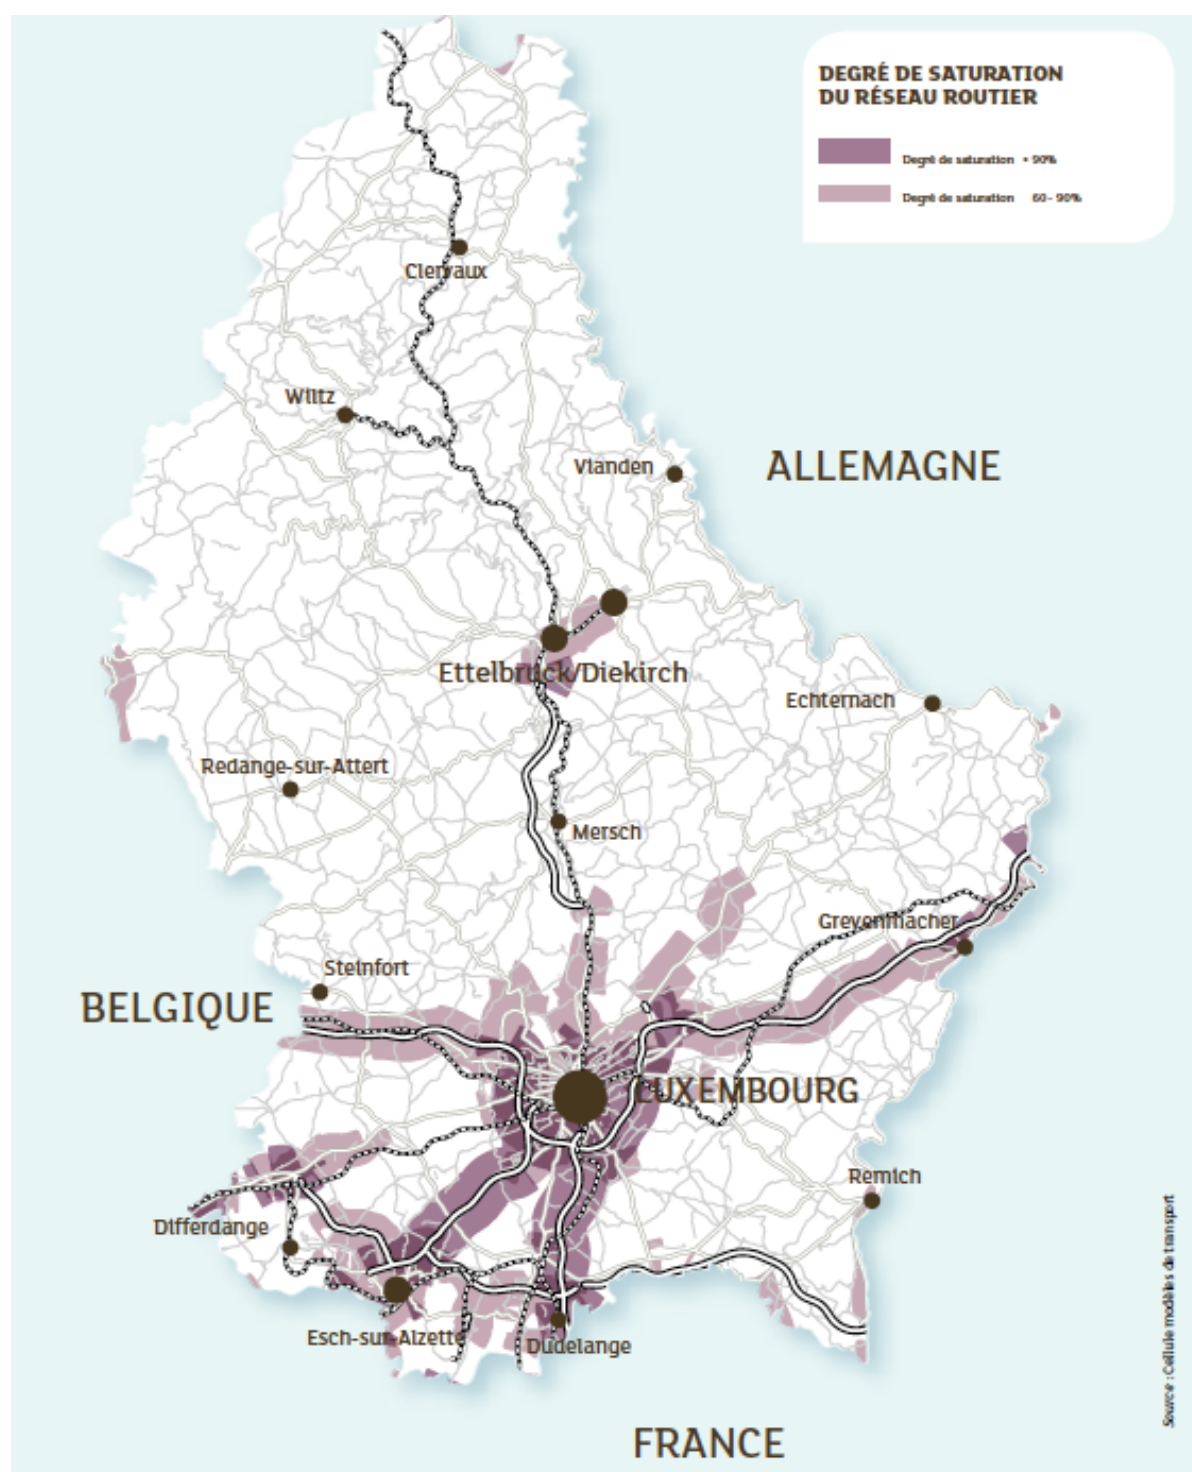 DEGRÉ DE SATURATION
DU RÉSEAU ROUTIER
Degré de saturation + 90%
Degré de saturation 60- 90%
Clervaux
Wiltz
Vianden
ALLEMAGNE
Ettelbruck/Diekirch
Echternach
Redange-sur-Attert
Mersch
Grevenmacher
Steinfort
BELGIQUE
LUXEMBOURG
Remich
Differdange
Esch-sur-Alzette
Dudelange
FRANCE
Source : Cellule modèles de transport